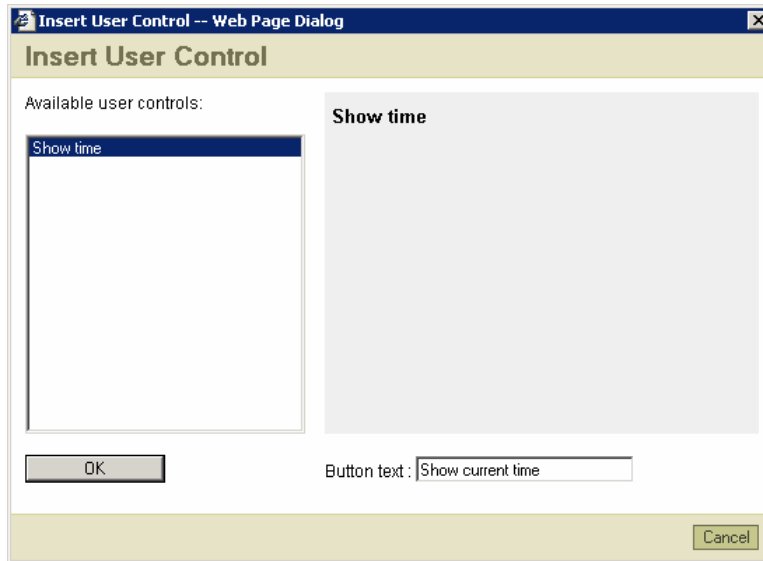 Insert User Control -- Web Page Dialog
Insert User Control
Available user controls:
Show time
Show time
OK
Button text : Show current time
Cancel